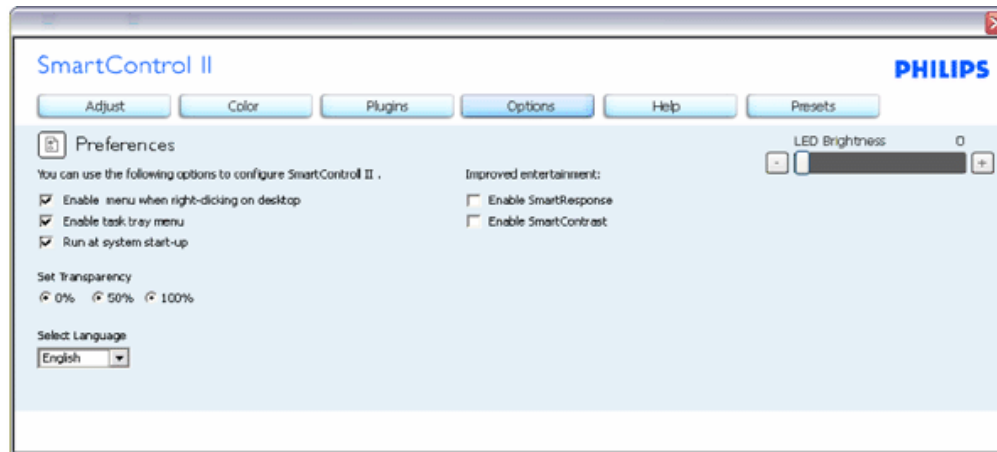 SmartControl II
PHILIPS
Adjust Color Plugins Options Help Presets
Preferences
LED Brightness 0
- +
You can use the following options to configure SmartControl II .
Improved entertainment:
Enable menu when right-clicking on desktop
Enable SmartResponse
Enable task tray menu
Enable SmartContrast
Run at system start-up
Set Transparency
0% 50% 100%
Select Language
English